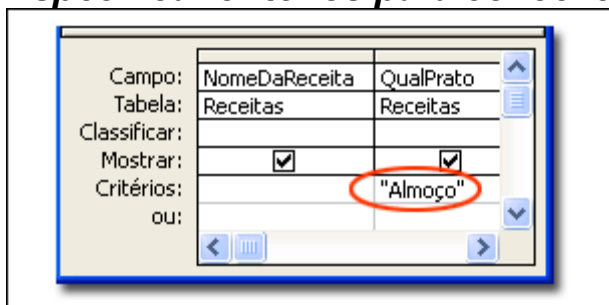 Campo: NomeDaReceita QualPrato
Tabela: Receitas Receitas
Classificar:
Mostrar:
Critérios: "Almoço"
ou: